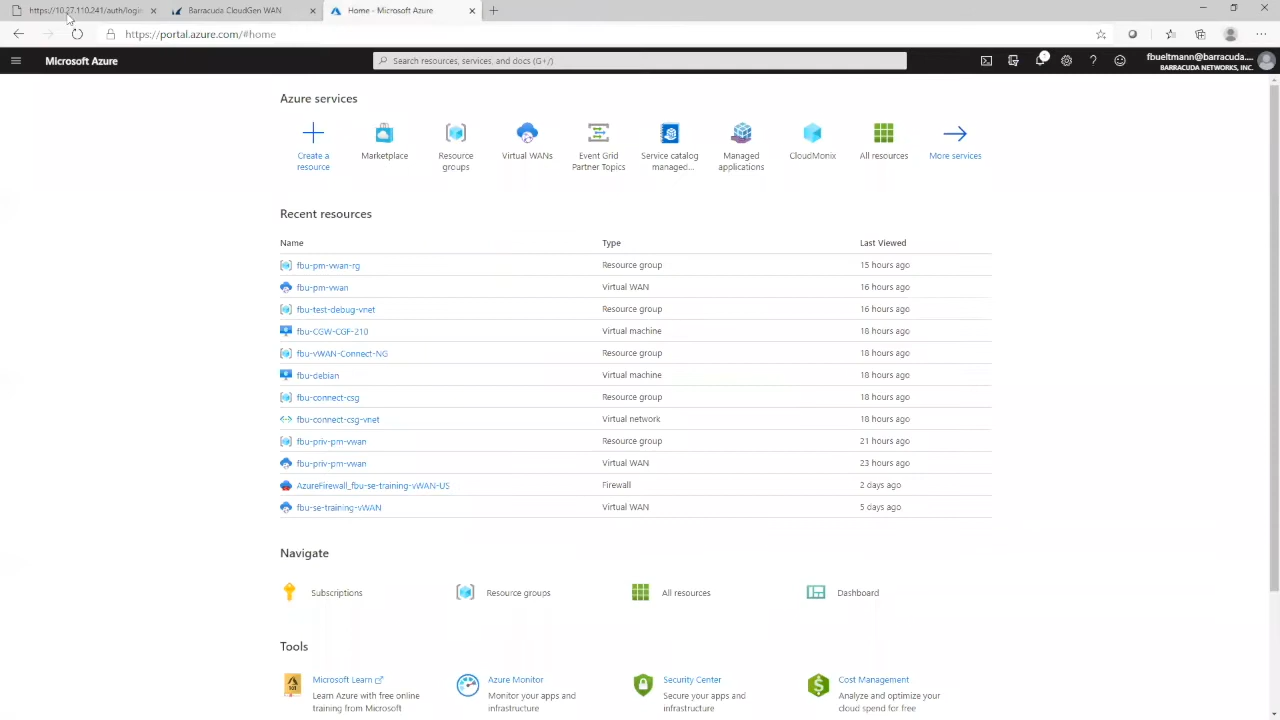 https://10.27.110.241/auth/login
Barracuda CloudGen WAN
Home - Microsoft Azure
https://portal.azure.com/#home
Microsoft Azure
Search resources, services, and docs (G+/)
fbueltmann@barracuda....
BARRACUDA NETWORKS, INC.
Azure services
Create a resource
Marketplace
Resource groups
Virtual WANs
Event Grid Partner Topics
Service catalog managed...
Managed applications
CloudMonix
All resources
More services
Recent resources
Name Type Last Viewed
fbu-pm-vwan-rg Resource group 15 hours ago
fbu-pm-vwan Virtual WAN 16 hours ago
fbu-test-debug-vnet Resource group 16 hours ago
fbu-CGW-CGF-210 Virtual machine 18 hours ago
fbu-vWAN-Connect-NG Resource group 18 hours ago
fbu-debian Virtual machine 18 hours ago
fbu-connect-csg Resource group 18 hours ago
fbu-connect-csg-vnet Virtual network 18 hours ago
fbu-priv-pm-vwan Resource group 21 hours ago
fbu-priv-pm-vwan Virtual WAN 23 hours ago
AzureFirewall_fbu-se-training-vWAN-US Firewall 2 days ago
fbu-se-training-vWAN Virtual WAN 5 days ago
Navigate
Subscriptions
Resource groups
All resources
Dashboard
Tools
Microsoft Learn
Learn Azure with free online
training from Microsoft
Azure Monitor
Monitor your apps and
infrastructure
Security Center
Secure your apps and
infrastructure
Cost Management
Analyze and optimize your
cloud spend for free